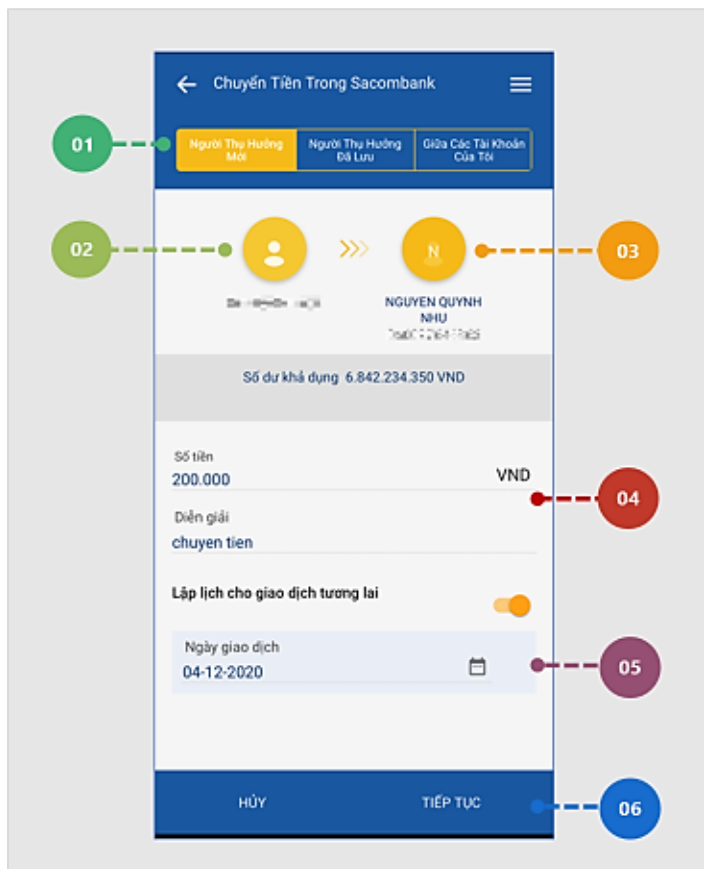 Chuyển Tiền Trong Sacombank
01
Người Thụ Hưởng
Mới
Người Thụ Hưởng
Đã Lưu
Giữa Các Tài Khoản
Của Tôi
02
N
03
NGUYEN QUYNH
NHU
Số dư khả dụng 6.842.234.350 VND
Số tiền
200.000
VND
04
Diễn giải
chuyen tien
Lập lịch cho giao dịch tương lai
Ngày giao dịch
04-12-2020
05
HỦY
TIẾP TỤC
06